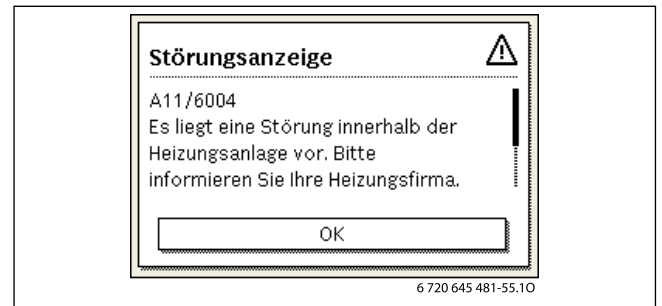 Störungsanzeige
A11/6004
Es liegt eine Störung innerhalb der
Heizungsanlage vor. Bitte
informieren Sie Ihre Heizungsfirma.
OK
6 720 645 481-55.1O